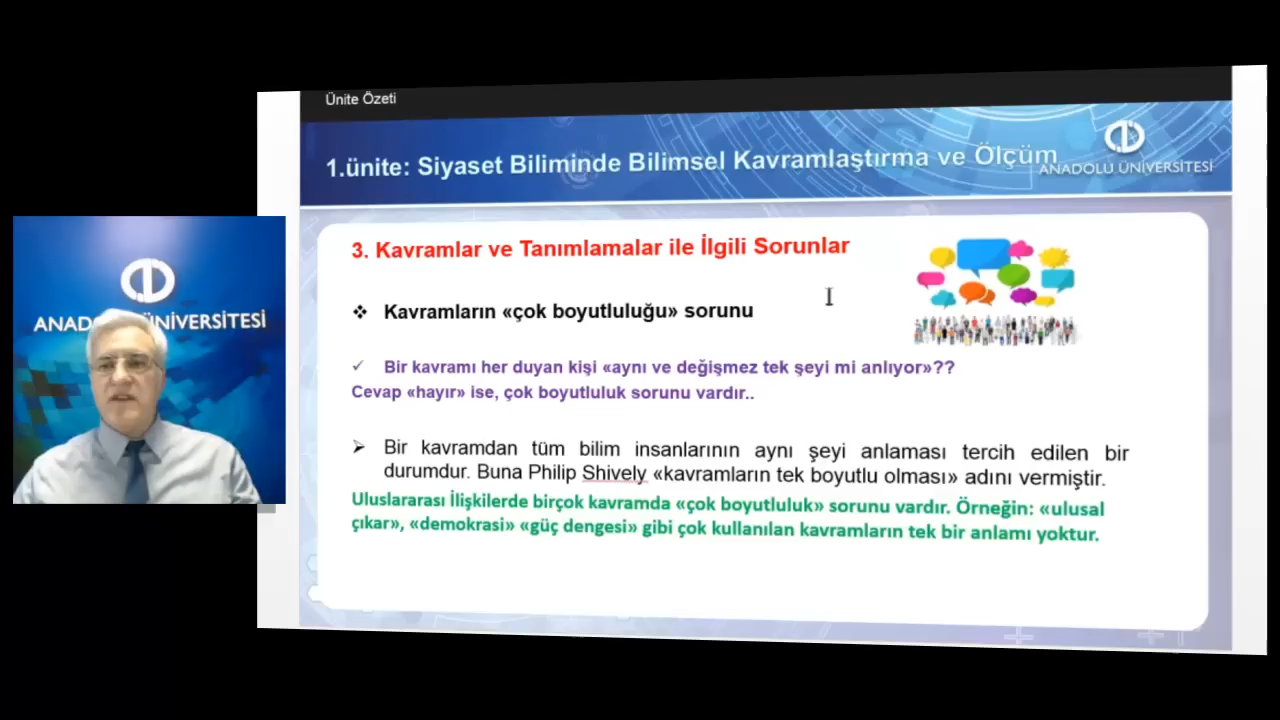 Ünite Özeti
1.ünite: Siyaset Biliminde Bilimsel Kavramlaştırma ve Ölçüm
ANADOLU ÜNİVERSİTESİ
3. Kavramlar ve Tanımlamalar ile İlgili Sorunlar
❖ Kavramların «çok boyutluluğu» sorunu
✓ Bir kavramı her duyan kişi «aynı ve değişmez tek şeyi mi anlıyor»??
Cevap «hayır» ise, çok boyutluluk sorunu vardır..
➢ Bir kavramdan tüm bilim insanlarının aynı şeyi anlaması tercih edilen bir
durumdur. Buna Philip Shively «kavramların tek boyutlu olması» adını vermiştir.
Uluslararası İlişkilerde birçok kavramda «çok boyutluluk» sorunu vardır. Örneğin: «ulusal
çıkar», «demokrasi» «güç dengesi» gibi çok kullanılan kavramların tek bir anlamı yoktur.
ANADOLU ÜNİVERSİTESİ